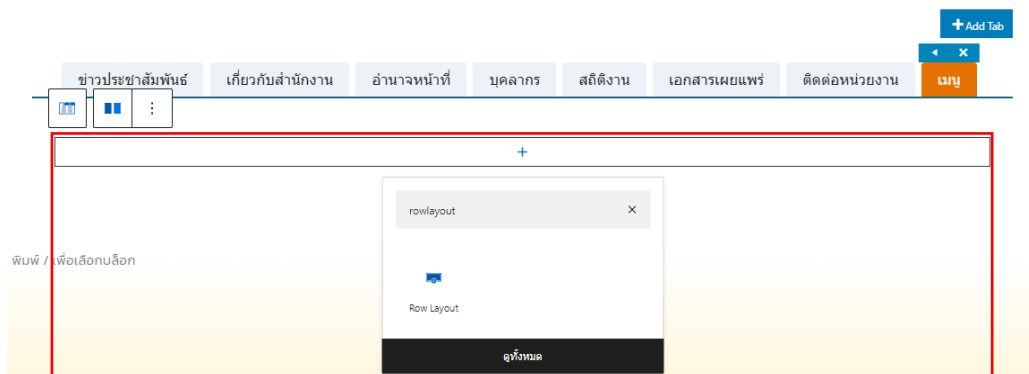 + Add Tab
ข่าวประชาสัมพันธ์ เกี่ยวกับสำนักงาน อำนาจหน้าที่ บุคลากร สถิติงาน เอกสารเผยแพร่ ติดต่อหน่วยงาน เมนู
+
rowlayout ×
พิมพ์ / เพื่อเลือกบล็อก
Row Layout
ดูทั้งหมด